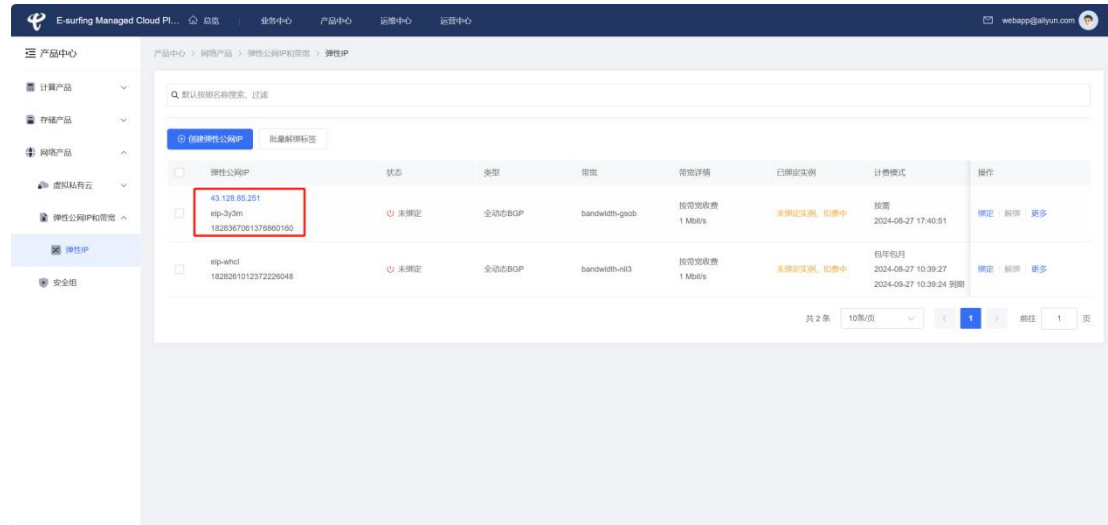 E-surfing Managed Cloud Pl... 总览 业务中心 产品中心 运维中心 运营中心 webapp@aliyun.com
产品中心
产品中心 > 网络产品 > 弹性公网IP和带宽 > 弹性IP
计算产品
存储产品
网络产品
虚拟私有云
弹性公网IP和带宽
弹性IP
安全组
默认按照名称搜索、过滤
创建弹性公网IP 批量解绑标签
弹性公网IP 状态 类型 带宽 带宽详情 已绑定实例 计费模式 操作
43.128.85.251
eip-3y3m
1828367061376860160
未绑定 全动态BGP bandwidth-gsob
按带宽收费
1 Mbit/s
未绑定实例，扣费中
按需
2024-08-27 17:40:51
绑定 解绑 更多
eip-whcl
1828261012372226048
未绑定 全动态BGP bandwidth-nil3
按带宽收费
1 Mbit/s
未绑定实例，扣费中
包年包月
2024-08-27 10:39:27
2024-09-27 10:39:24 到期
绑定 解绑 更多
共 2 条 10条/页 < 1 > 前往 1 页